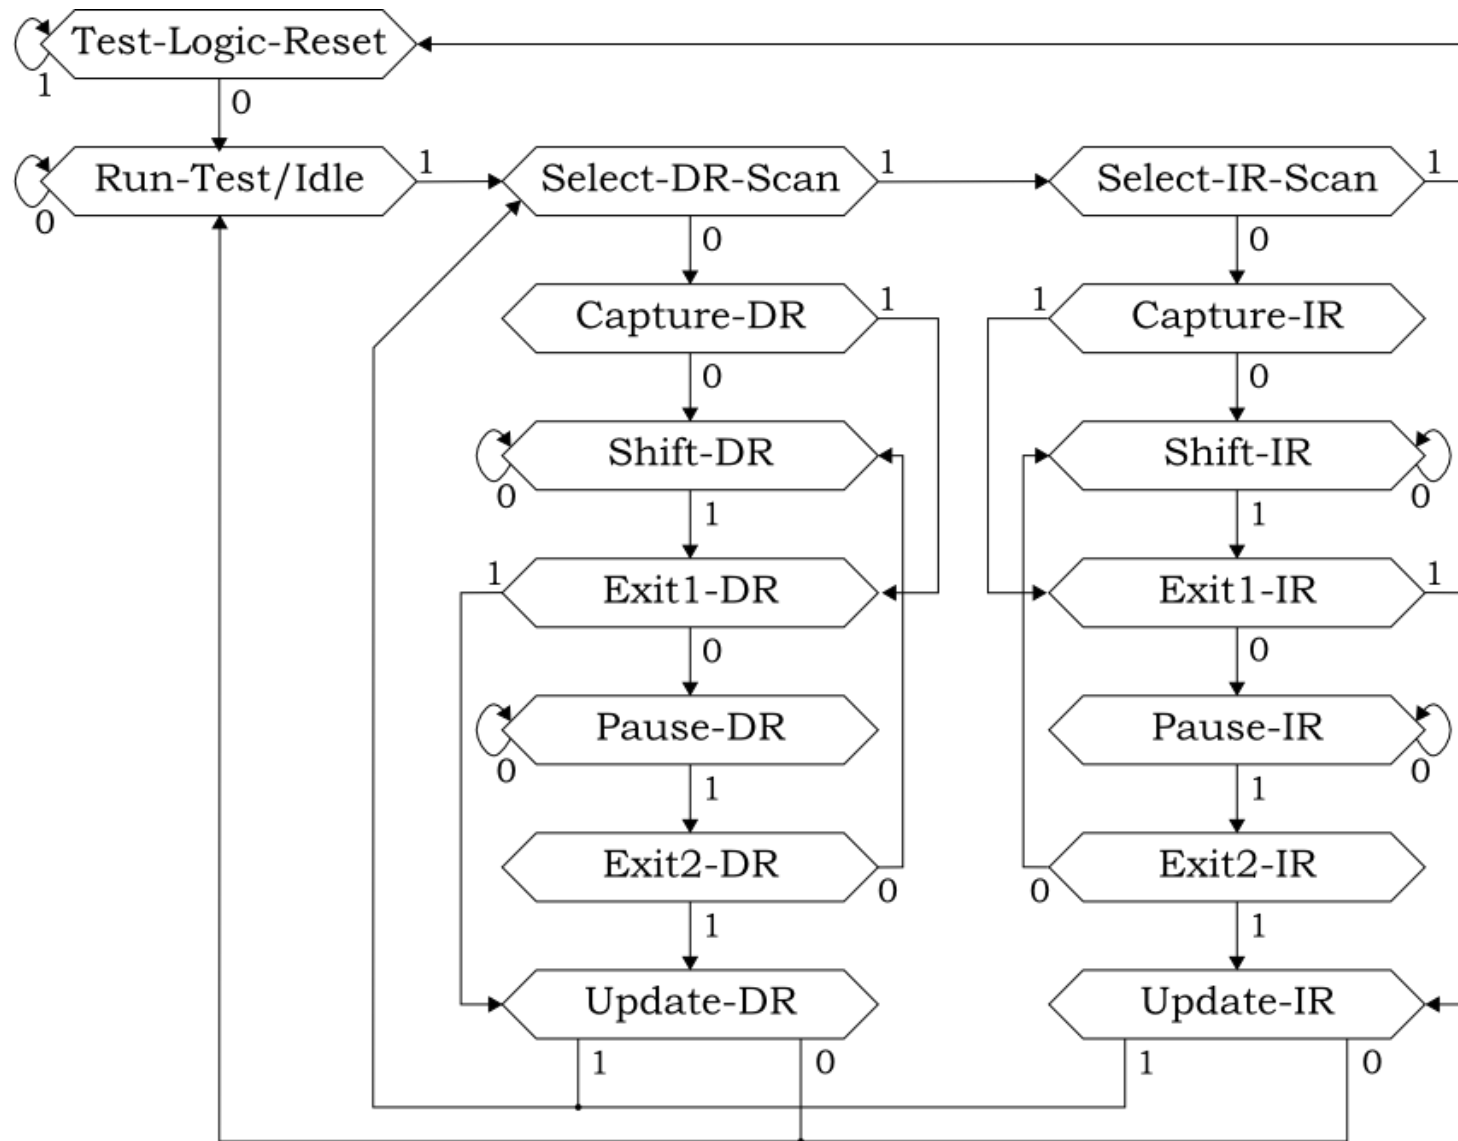 Test-Logic-Reset
1
0
Run-Test/Idle
1
0
Select-DR-Scan
1
0
Select-IR-Scan
1
0
Capture-DR
1
0
1
Capture-IR
0
Shift-DR
0
1
Shift-IR
0
1
1
Exit1-DR
0
Exit1-IR
1
0
Pause-DR
0
1
Pause-IR
0
1
Exit2-DR
0
1
Exit2-IR
0
1
Update-DR
1
0
Update-IR
1
0